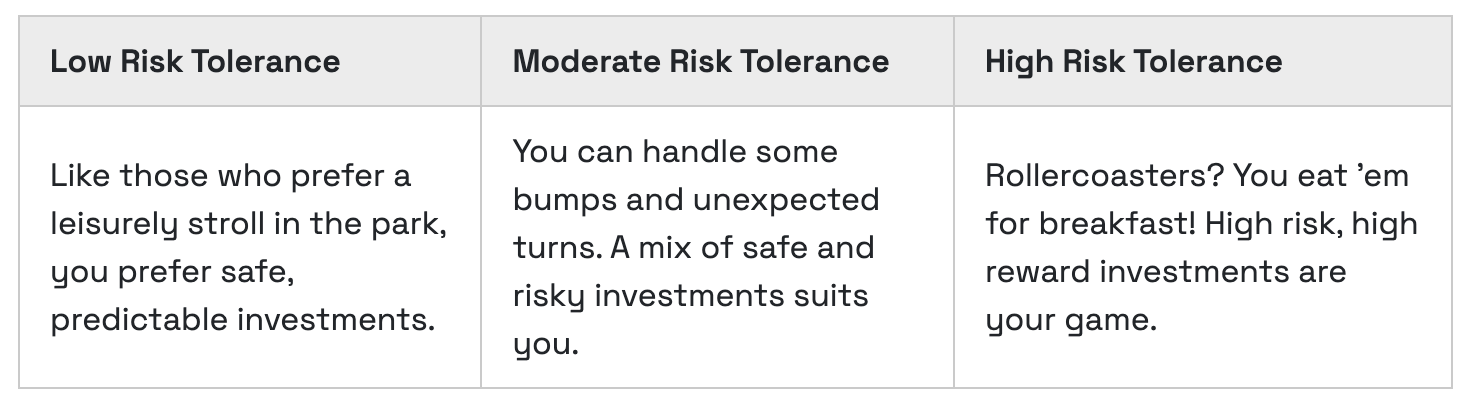 Low Risk Tolerance
Moderate Risk Tolerance
High Risk Tolerance
Like those who prefer a
leisurely stroll in the park,
you prefer safe,
predictable investments.
You can handle some
bumps and unexpected
turns. A mix of safe and
risky investments suits
you.
Rollercoasters? You eat ’em
for breakfast! High risk, high
reward investments are
your game.